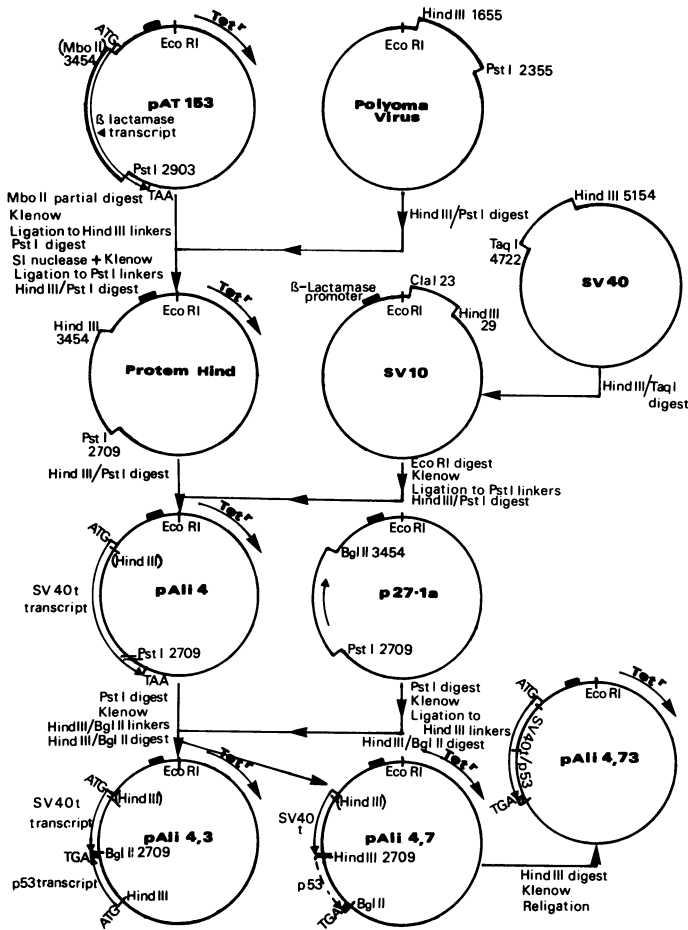 Tet r
Hind III 1655
ATG
Eco RI
Eco RI
(Mbo II)
3454
Pst I 2355
pAT 153
Polyoma
Virus
ß lactamase
transcript
Pst I 2903
TAA
Mbo II partial digest
Klenow
Ligation to Hind III linkers
Pst I digest
SI nuclease + Klenow
Ligation to Pst I linkers
Hind III/Pst I digest
Hind III/Pst I digest
Hind III 5154
Taq I
4722
SV 40
Hind III/Taq I
digest
Tet r
Eco RI
Hind III
3454
Protem Hind
Pst I
2709
ß-Lactamase
promoter
Cla I 23
Eco RI
Hind III
29
SV 10
Hind III/Pst I digest
Eco RI digest
Klenow
Ligation to Pst I linkers
Hind III/Pst I digest
Tet r
ATG
Eco RI
(Hind III)
SV 40 t
transcript
pAli 4
Pst I 2709
TAA
Eco RI
Bgl II 3454
p27·1a
Pst I 2709
Pst I digest
Klenow
Hind III/Bgl II linkers
Hind III/Bgl II digest
Pst I digest
Klenow
Ligation to
Hind III linkers
Hind III/Bgl II digest
Tet r
ATG
Eco RI
SV40t/p53
pAli 4,73
TGA
Tet r
ATG
Eco RI
(Hind III)
SV 40 t
transcript
pAli 4,3
TGA
Bgl II 2709
p53 transcript
Hind III
ATG
Tet r
Eco RI
(Hind III)
SV40
t
pAli 4,7
Hind III 2709
p53
TGA
Bgl II
Hind III digest
Klenow
Religation